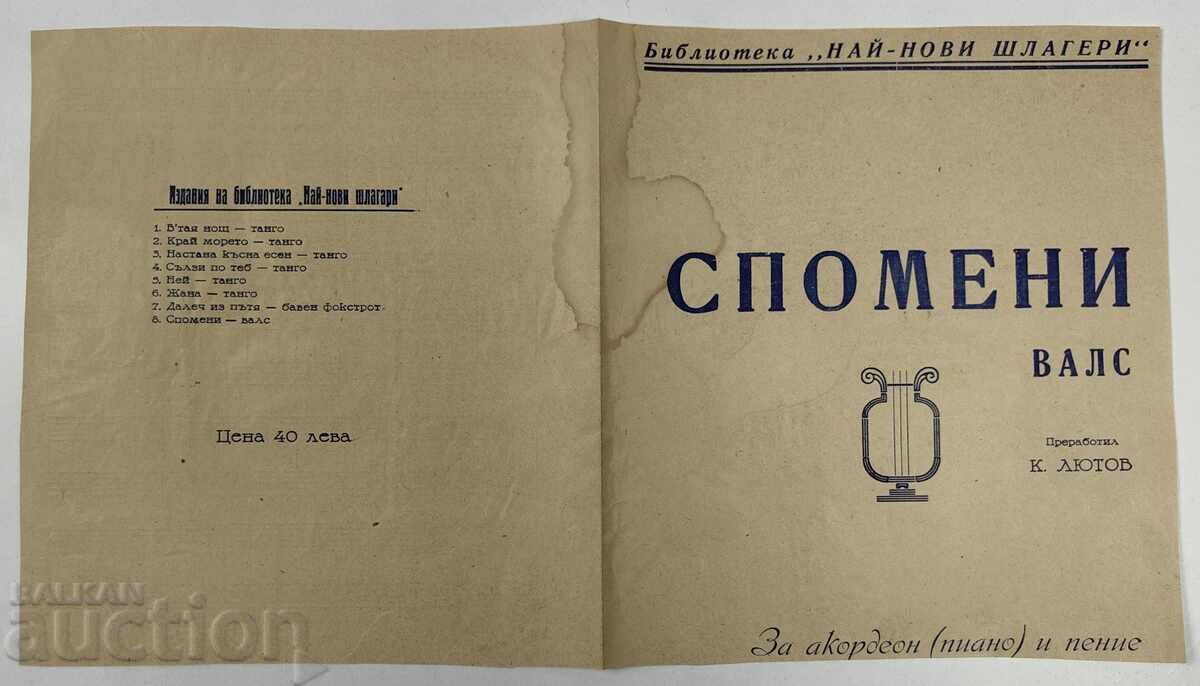 Издания на библиотека „Най-нови шлагари"
1. В'тая нощ — танго
2. Край морето — танго
3. Настана късна есен — танго
4. Сълзи по теб — танго
5. Ней — танго
6. Жана — танго
7. Далеч из пътя — бавен фокстрот.
8. Спомени — валс
Цена 40 лева
Библиотека ,,НАЙ-НОВИ ШЛАГЕРИ"
СПОМЕНИ
ВАЛС
Преработил
К. ЛЮТОВ
За акордеон (пиано) и пение
BALKAN
auction